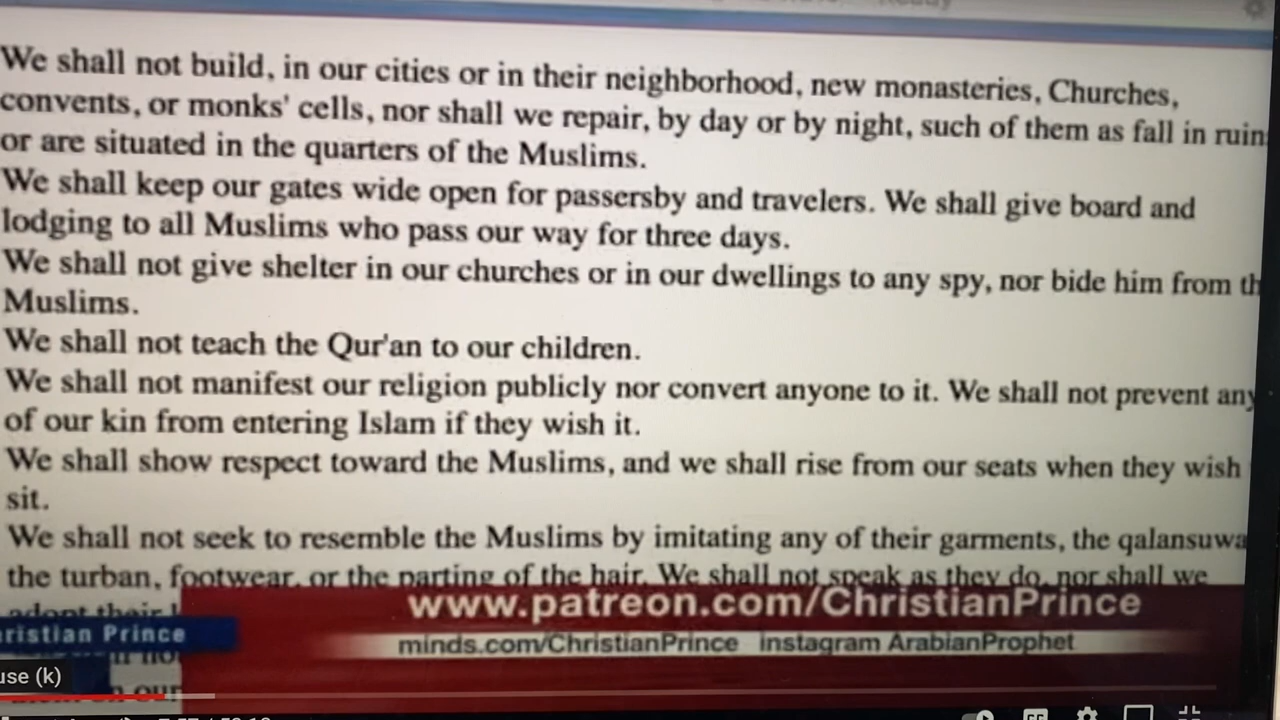 We shall not build, in our cities or in their neighborhood, new monasteries, Churches,
convents, or monks' cells, nor shall we repair, by day or by night, such of them as fall in ruin
or are situated in the quarters of the Muslims.
We shall keep our gates wide open for passersby and travelers. We shall give board and
lodging to all Muslims who pass our way for three days.
We shall not give shelter in our churches or in our dwellings to any spy, nor bide him from th
Muslims.
We shall not teach the Qur'an to our children.
We shall not manifest our religion publicly nor convert anyone to it. We shall not prevent any
of our kin from entering Islam if they wish it.
We shall show respect toward the Muslims, and we shall rise from our seats when they wish
sit.
We shall not seek to resemble the Muslims by imitating any of their garments, the qalansuwa
the turban, footwear, or the parting of the hair. We shall not speak as they do, nor shall we
adopt their
www.patreon.com/ChristianPrince
ristian Prince
minds.com/ChristianPrince instagram ArabianProphet
use (k)
our